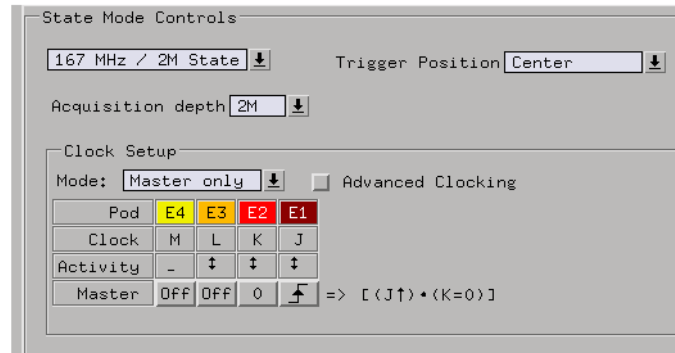 State Mode Controls
167 MHz / 2M State Trigger Position Center
Acquisition depth 2M
Clock Setup
Mode: Master only Advanced Clocking
Pod E4 E3 E2 E1
Clock M L K J
Activity - ↕ ↕ ↕
Master Off Off 0 => [(J↑)•(K=0)]